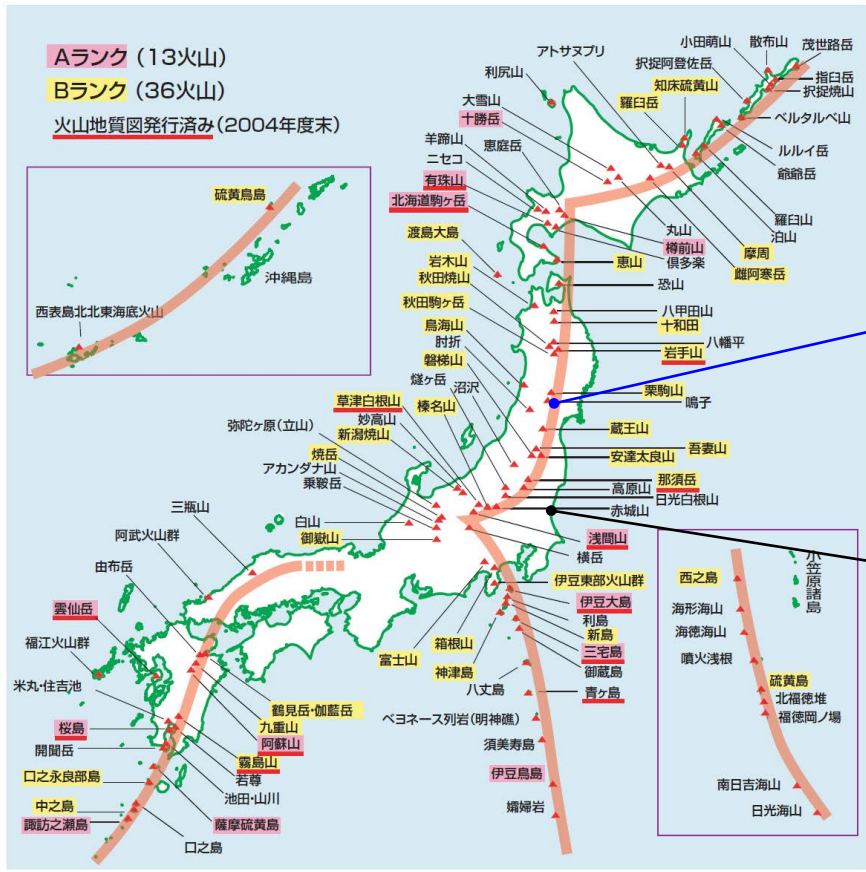 Aランク (13火山)
Bランク (36火山)
火山地質図発行済み(2004年度末)
硫黄鳥島
沖縄島
西表島北北東海底火山
アトサヌプリ
小田萌山
散布山
茂世路岳
択捉阿登佐岳
指臼岳
択捉焼山
利尻山
知床硫黄山
羅臼岳
大雪山
十勝岳
ベルタルベ山
ルルイ岳
爺爺岳
羊蹄山
恵庭岳
ニセコ
有珠山
北海道駒ヶ岳
羅臼山
泊山
丸山
摩周
樽前山
倶多楽
雌阿寒岳
渡島大島
恵山
岩木山
秋田焼山
恐山
秋田駒ヶ岳
八甲田山
十和田
鳥海山
八幡平
肘折
岩手山
磐梯山
燧ヶ岳
沼沢
栗駒山
鳴子
草津白根山
榛名山
妙高山
蔵王山
新潟焼山
弥陀ヶ原(立山)
吾妻山
安達太良山
焼岳
アカンダナ山
乗鞍岳
那須岳
高原山
日光白根山
赤城山
三瓶山
白山
御嶽山
浅間山
横岳
阿武火山群
由布岳
伊豆東部火山群
伊豆大島
利島
新島
三宅島
御蔵島
箱根山
富士山
神津島
八丈島
青ヶ島
ベヨネース列岩(明神礁)
須美寿島
伊豆鳥島
孀婦岩
雲仙岳
福江火山群
米丸・住吉池
鶴見岳・伽藍岳
九重山
阿蘇山
桜島
霧島山
開聞岳
若尊
池田・山川
口之永良部島
中之島
薩摩硫黄島
諏訪之瀬島
口之島
小笠原諸島
西之島
海形海山
海徳海山
噴火浅根
硫黄島
北福徳堆
福徳岡ノ場
南日吉海山
日光海山